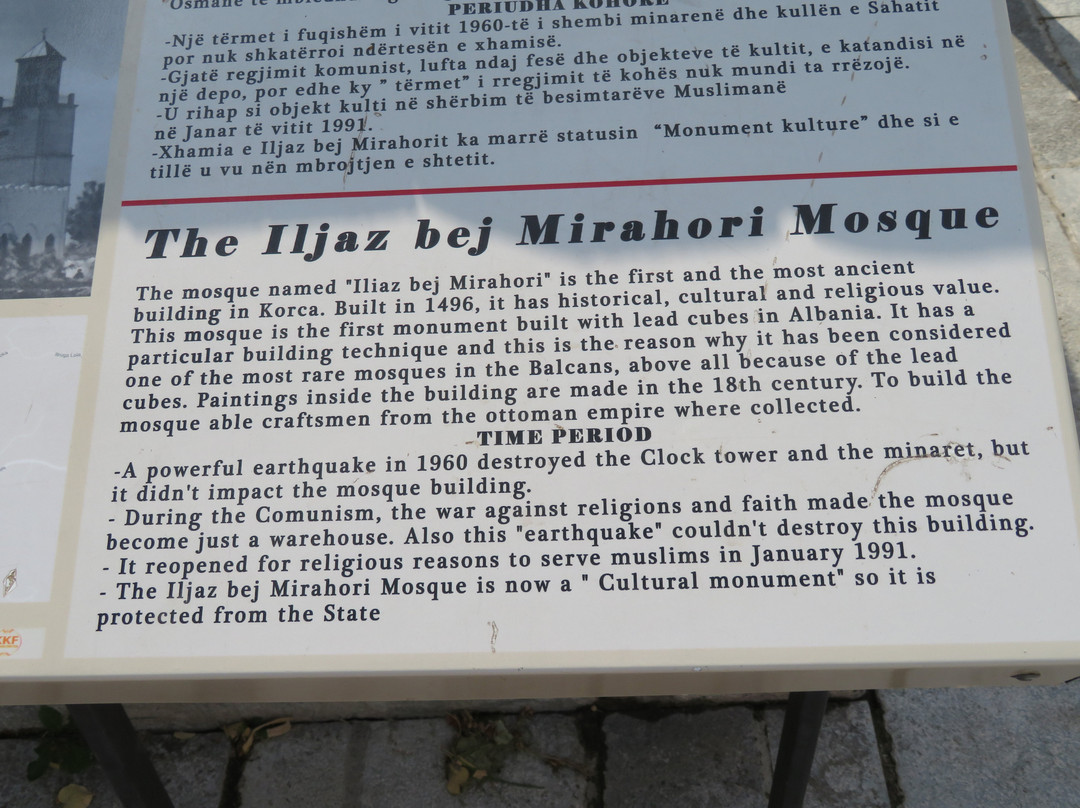 "Osmane të
PERIUDHA KOHORE
-Një tërmet i fuqishëm i vitit 1960-të i shembi minarenë dhe kullën e Sahatit
por nuk shkatërroi ndërtesën e xhamisë.
-Gjatë regjimit komunist, lufta ndaj fesë dhe objekteve të kultit, e katandisi në
një depo, por edhe ky " tërmet" i rregjimit të kohës nuk mundi ta rrëzojë.
-U rihap si objekt kulti në shërbim të besimtarëve Muslimanë
në Janar të vitit 1991.
-Xhamia e Iljaz bej Mirahorit ka marrë statusin "Monument kulture" dhe si e
tillë u vu nën mbrojtjen e shtetit.
The Iljaz bej Mirahori Mosque
The mosque named "Iliaz bej Mirahori" is the first and the most ancient
building in Korca. Built in 1496, it has historical, cultural and religious value.
This mosque is the first monument built with lead cubes in Albania. It has a
particular building technique and this is the reason why it has been considered
one of the most rare mosques in the Balcans, above all because of the lead
cubes. Paintings inside the building are made in the 18th century. To build the
mosque able craftsmen from the ottoman empire where collected.
TIME PERIOD
-A powerful earthquake in 1960 destroyed the Clock tower and the minaret, but
it didn't impact the mosque building.
- During the Comunism, the war against religions and faith made the mosque
become just a warehouse. Also this "earthquake" couldn't destroy this building.
- It reopened for religious reasons to serve muslims in January 1991.
- The Iljaz bej Mirahori Mosque is now a " Cultural monument" so it is
protected from the State
KKF